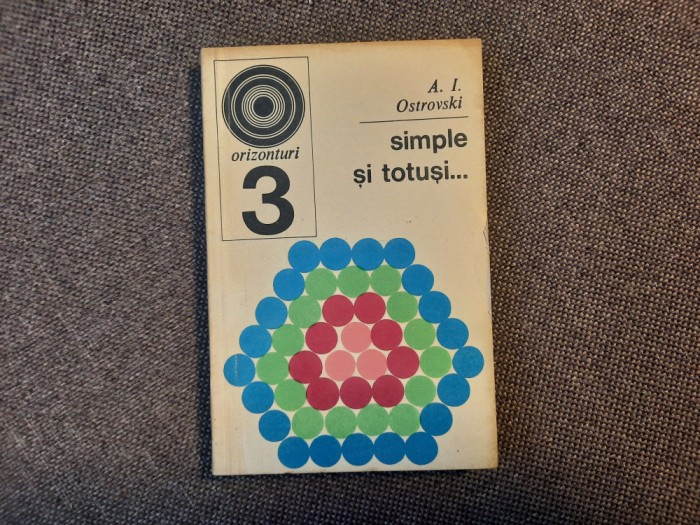 orizonturi
3
A. I.
Ostrovski
simple
și totuși...